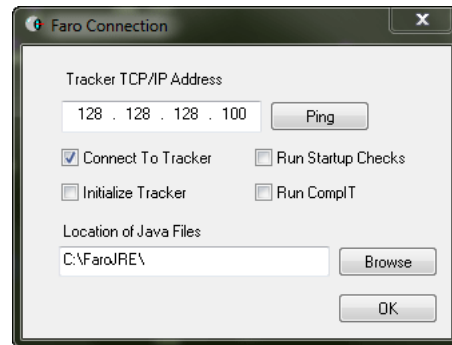 Faro Connection
Tracker TCP/IP Address
128 . 128 . 128 . 100 Ping
Connect To Tracker Run Startup Checks
Initialize Tracker Run CompIT
Location of Java Files
C:\FaroJRE\ Browse
OK